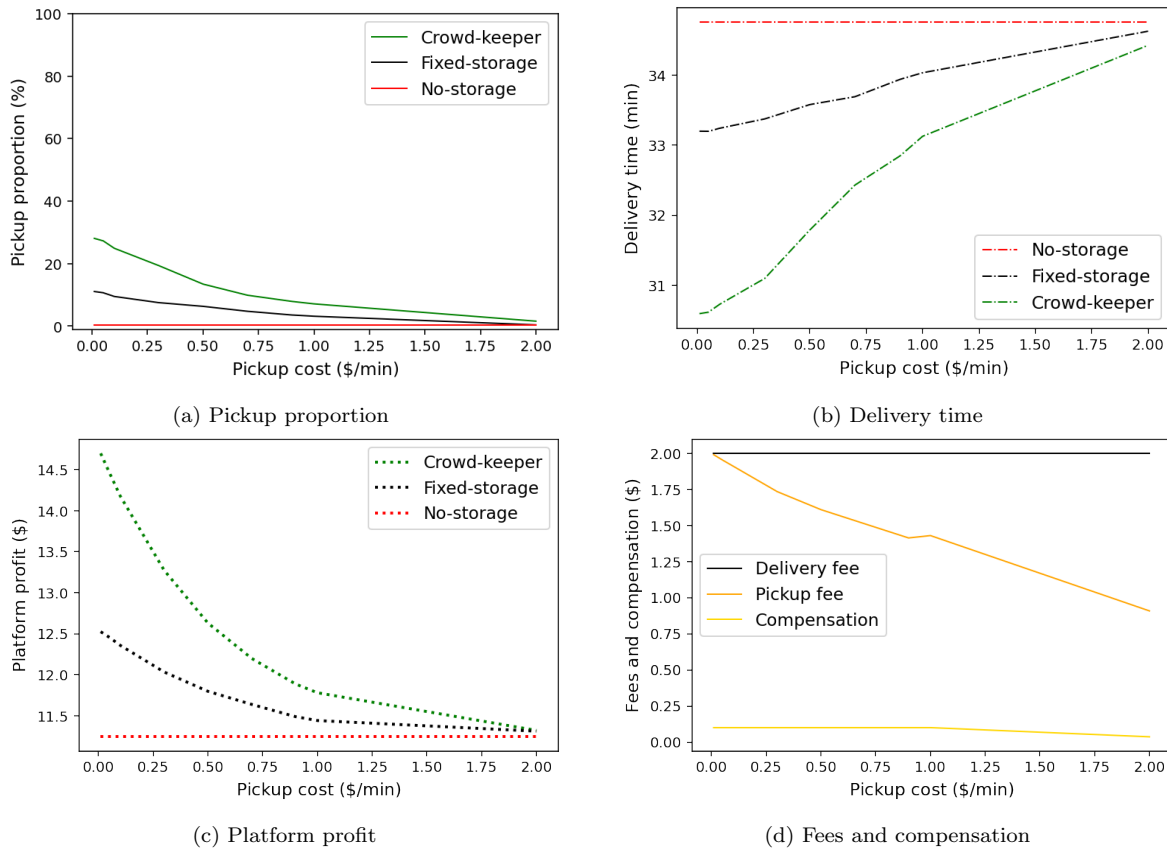 100
80
60
40
20
0
Pickup proportion (%)
Crowd-keeper
Fixed-storage
No-storage
0.00 0.25 0.50 0.75 1.00 1.25 1.50 1.75 2.00
Pickup cost ($/min)
(a) Pickup proportion
34
33
32
31
Delivery time (min)
No-storage
Fixed-storage
Crowd-keeper
0.00 0.25 0.50 0.75 1.00 1.25 1.50 1.75 2.00
Pickup cost ($/min)
(b) Delivery time
14.5
14.0
13.5
13.0
12.5
12.0
11.5
Platform profit ($)
Crowd-keeper
Fixed-storage
No-storage
0.00 0.25 0.50 0.75 1.00 1.25 1.50 1.75 2.00
Pickup cost ($/min)
(c) Platform profit
2.00
1.75
1.50
1.25
1.00
0.75
0.50
0.25
0.00
Fees and compensation ($)
Delivery fee
Pickup fee
Compensation
0.00 0.25 0.50 0.75 1.00 1.25 1.50 1.75 2.00
Pickup cost ($/min)
(d) Fees and compensation